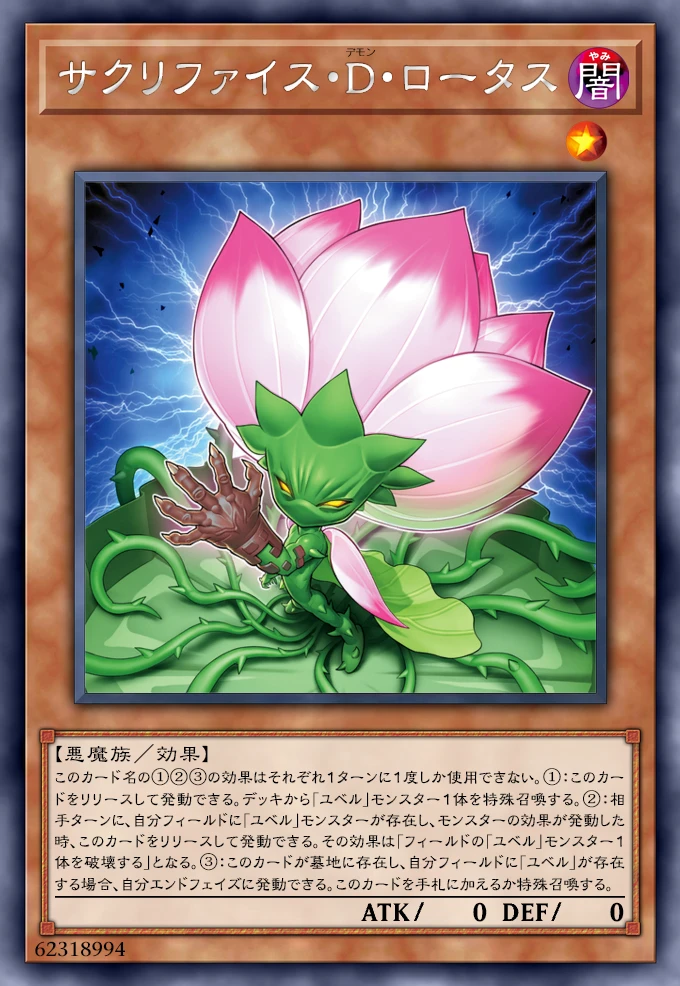 デモン
サクリファイス・D・ロータス
やみ
闇
【悪魔族／効果】
このカード名の①②③の効果はそれぞれ1ターンに1度しか使用できない。①：このカー
ドをリリースして発動できる。デッキから「ユベル」モンスター1体を特殊召喚する。②：相
手ターンに、自分フィールドに「ユベル」モンスターが存在し、モンスターの効果が発動した
時、このカードをリリースして発動できる。その効果は「フィールドの「ユベル」モンスター1
体を破壊する」となる。③：このカードが墓地に存在し、自分フィールドに「ユベル」が存在
する場合、自分エンドフェイズに発動できる。このカードを手札に加えるか特殊召喚する。
ATK/ 0 DEF/ 0
62318994